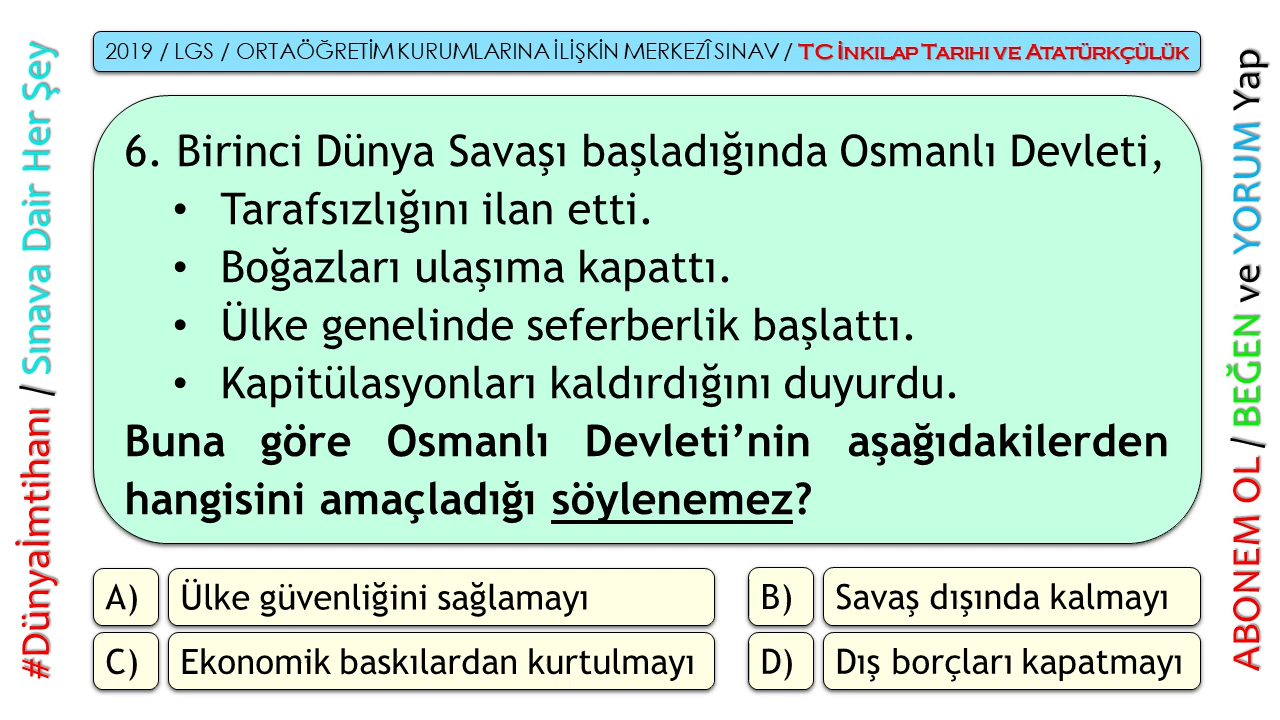 2019 / LGS / ORTAÖĞRETİM KURUMLARINA İLİŞKİN MERKEZÎ SINAV / TC İNKILAP TARIHI VE ATATÜRKÇÜLÜK
#Dünyaİmtihanı / Sınava Dair Her Şey
6. Birinci Dünya Savaşı başladığında Osmanlı Devleti,
• Tarafsızlığını ilan etti.
• Boğazları ulaşıma kapattı.
• Ülke genelinde seferberlik başlattı.
• Kapitülasyonları kaldırdığını duyurdu.
Buna göre Osmanlı Devleti’nin aşağıdakilerden
hangisini amaçladığı söylenemez?
A) Ülke güvenliğini sağlamayı
B) Savaş dışında kalmayı
C) Ekonomik baskılardan kurtulmayı
D) Dış borçları kapatmayı
ABONEM OL / BEĞEN ve YORUM Yap